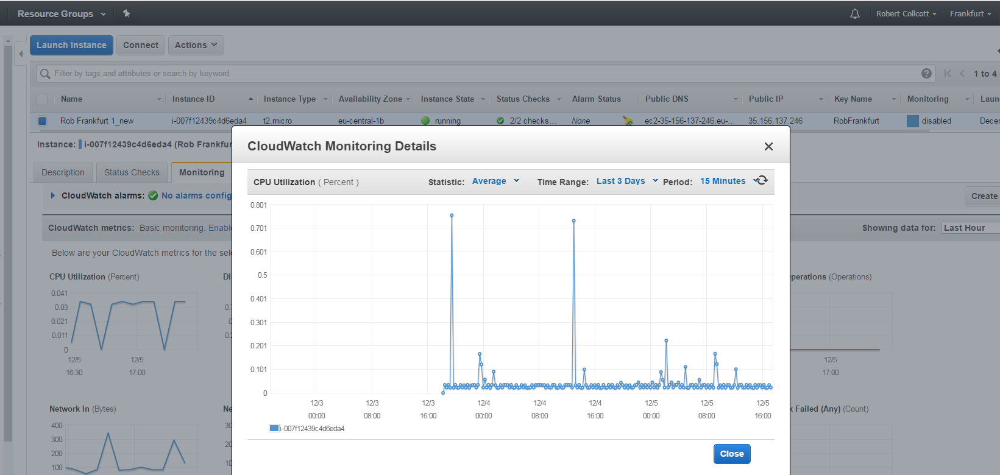 Resource Groups
Robert Collcott
Frankfurt
Launch Instance
Connect
Actions
Filter by tags and attributes or search by keyword
1 to 4
Name
Instance ID
Instance Type
Availability Zone
Instance State
Status Checks
Alarm Status
Public DNS
Public IP
Key Name
Monitoring
Rob Frankfurt 1_new
i-007f12439c4d6eda4
t2.micro
eu-central-1b
running
2/2 checks...
None
ec2-35-156-137-246.eu-...
35.156.137.246
RobFrankfurt
disabled
Instance: i-007f12439c4d6eda4 (Rob Frankfur
Description
Status Checks
Monitoring
CloudWatch alarms: No alarms config
Create
CloudWatch metrics: Basic monitoring. Enabl
Showing data for: Last Hour
Below are your CloudWatch metrics for the sel
CPU Utilization (Percent)
0.041
0.03
0.021
0.011
0
12/5 12/5
16:30 17:00
Di
perations (Operations)
12/5
17:00
Network In (Bytes)
400
300
200
100
Ne
k Failed (Any) (Count)
CloudWatch Monitoring Details
CPU Utilization ( Percent )
Statistic: Average
Time Range: Last 3 Days
Period: 15 Minutes
0.801
0.701
0.601
0.5
0.401
0.301
0.201
0.101
0
12/3 12/3 12/3 12/4 12/4 12/4 12/5 12/5 12/5
00:00 08:00 16:00 00:00 08:00 16:00 00:00 08:00 16:00
i-007f12439c4d6eda4
Close